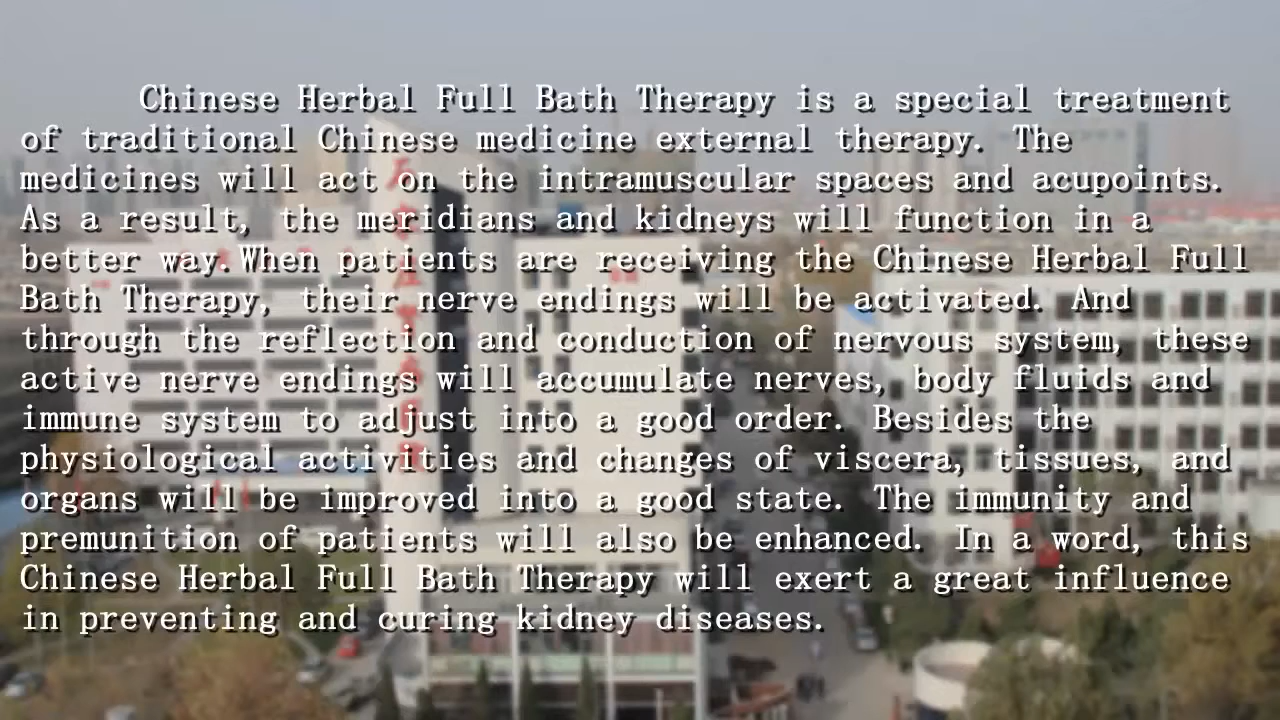 Chinese Herbal Full Bath Therapy is a special treatment
of traditional Chinese medicine external therapy. The
medicines will act on the intramuscular spaces and acupoints.
As a result, the meridians and kidneys will function in a
better way.When patients are receiving the Chinese Herbal Full
Bath Therapy, their nerve endings will be activated. And
through the reflection and conduction of nervous system, these
active nerve endings will accumulate nerves, body fluids and
immune system to adjust into a good order. Besides the
physiological activities and changes of viscera, tissues, and
organs will be improved into a good state. The immunity and
premunition of patients will also be enhanced. In a word, this
Chinese Herbal Full Bath Therapy will exert a great influence
in preventing and curing kidney diseases.